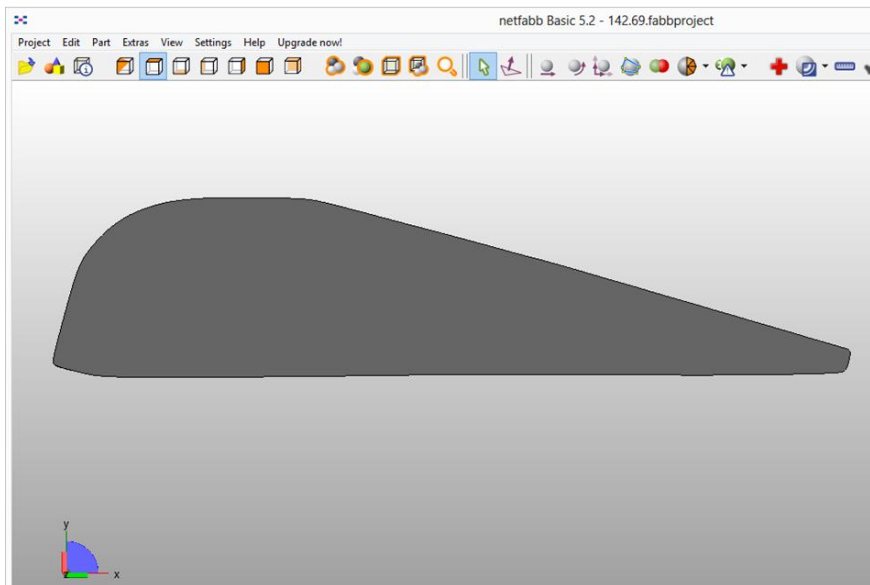 netfabb Basic 5.2 - 142.69.fabbproject
Project Edit Part Extras View Settings Help Upgrade now!
y
z x